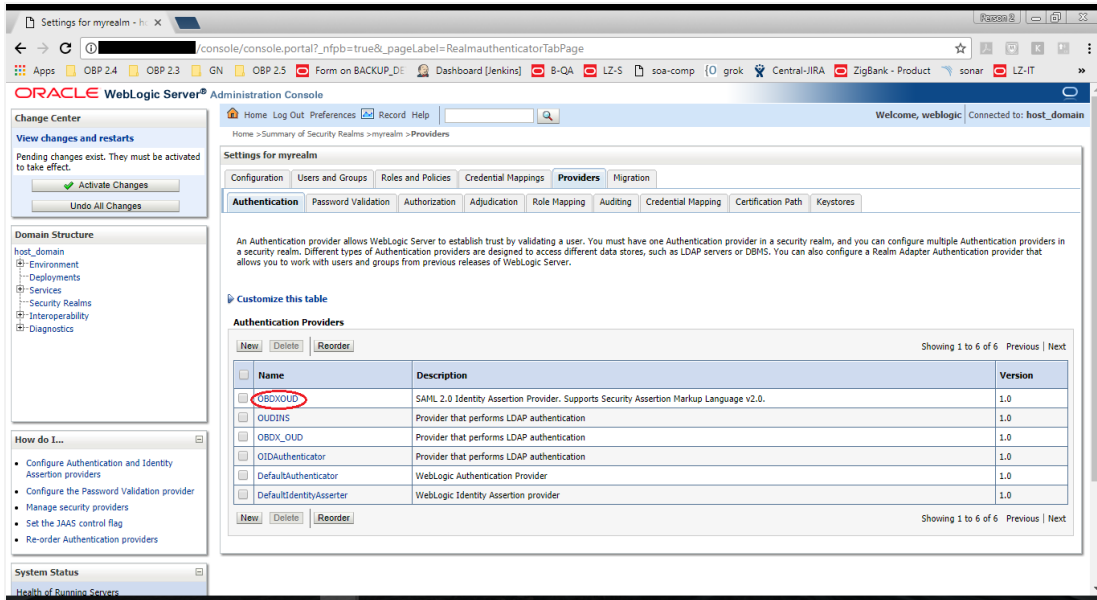 Settings for myrealm - h
Person 2
/console/console.portal?_nfpb=true&_pageLabel=RealmauthenticatorTabPage
Apps OBP 2.4 OBP 2.3 GN OBP 2.5 Form on BACKUP_DE Dashboard [Jenkins] B-QA LZ-S soa-comp grok Central-JIRA ZigBank - Product sonar LZ-IT »
ORACLE WebLogic Server® Administration Console
Change Center
View changes and restarts
Pending changes exist. They must be activated
to take effect.
Activate Changes
Undo All Changes
Domain Structure
host_domain
Environment
Deployments
Services
Security Realms
Interoperability
Diagnostics
How do I...
Configure Authentication and Identity
Assertion providers
Configure the Password Validation provider
Manage security providers
Set the JAAS control flag
Re-order Authentication providers
System Status
Health of Running Servers
Home Log Out Preferences Record Help
Welcome, weblogic Connected to: host_domain
Home >Summary of Security Realms >myrealm >Providers
Settings for myrealm
Configuration Users and Groups Roles and Policies Credential Mappings Providers Migration
Authentication Password Validation Authorization Adjudication Role Mapping Auditing Credential Mapping Certification Path Keystores
An Authentication provider allows WebLogic Server to establish trust by validating a user. You must have one Authentication provider in a security realm, and you can configure multiple Authentication providers in
a security realm. Different types of Authentication providers are designed to access different data stores, such as LDAP servers or DBMS. You can also configure a Realm Adapter Authentication provider that
allows you to work with users and groups from previous releases of WebLogic Server.
Customize this table
Authentication Providers
New Delete Reorder Showing 1 to 6 of 6 Previous | Next
Name Description Version
OBDXOUD SAML 2.0 Identity Assertion Provider. Supports Security Assertion Markup Language v2.0. 1.0
OUDINS Provider that performs LDAP authentication 1.0
OBDX_OUD Provider that performs LDAP authentication 1.0
OIDAuthenticator Provider that performs LDAP authentication 1.0
DefaultAuthenticator WebLogic Authentication Provider 1.0
DefaultIdentityAsserter WebLogic Identity Assertion provider 1.0
New Delete Reorder Showing 1 to 6 of 6 Previous | Next